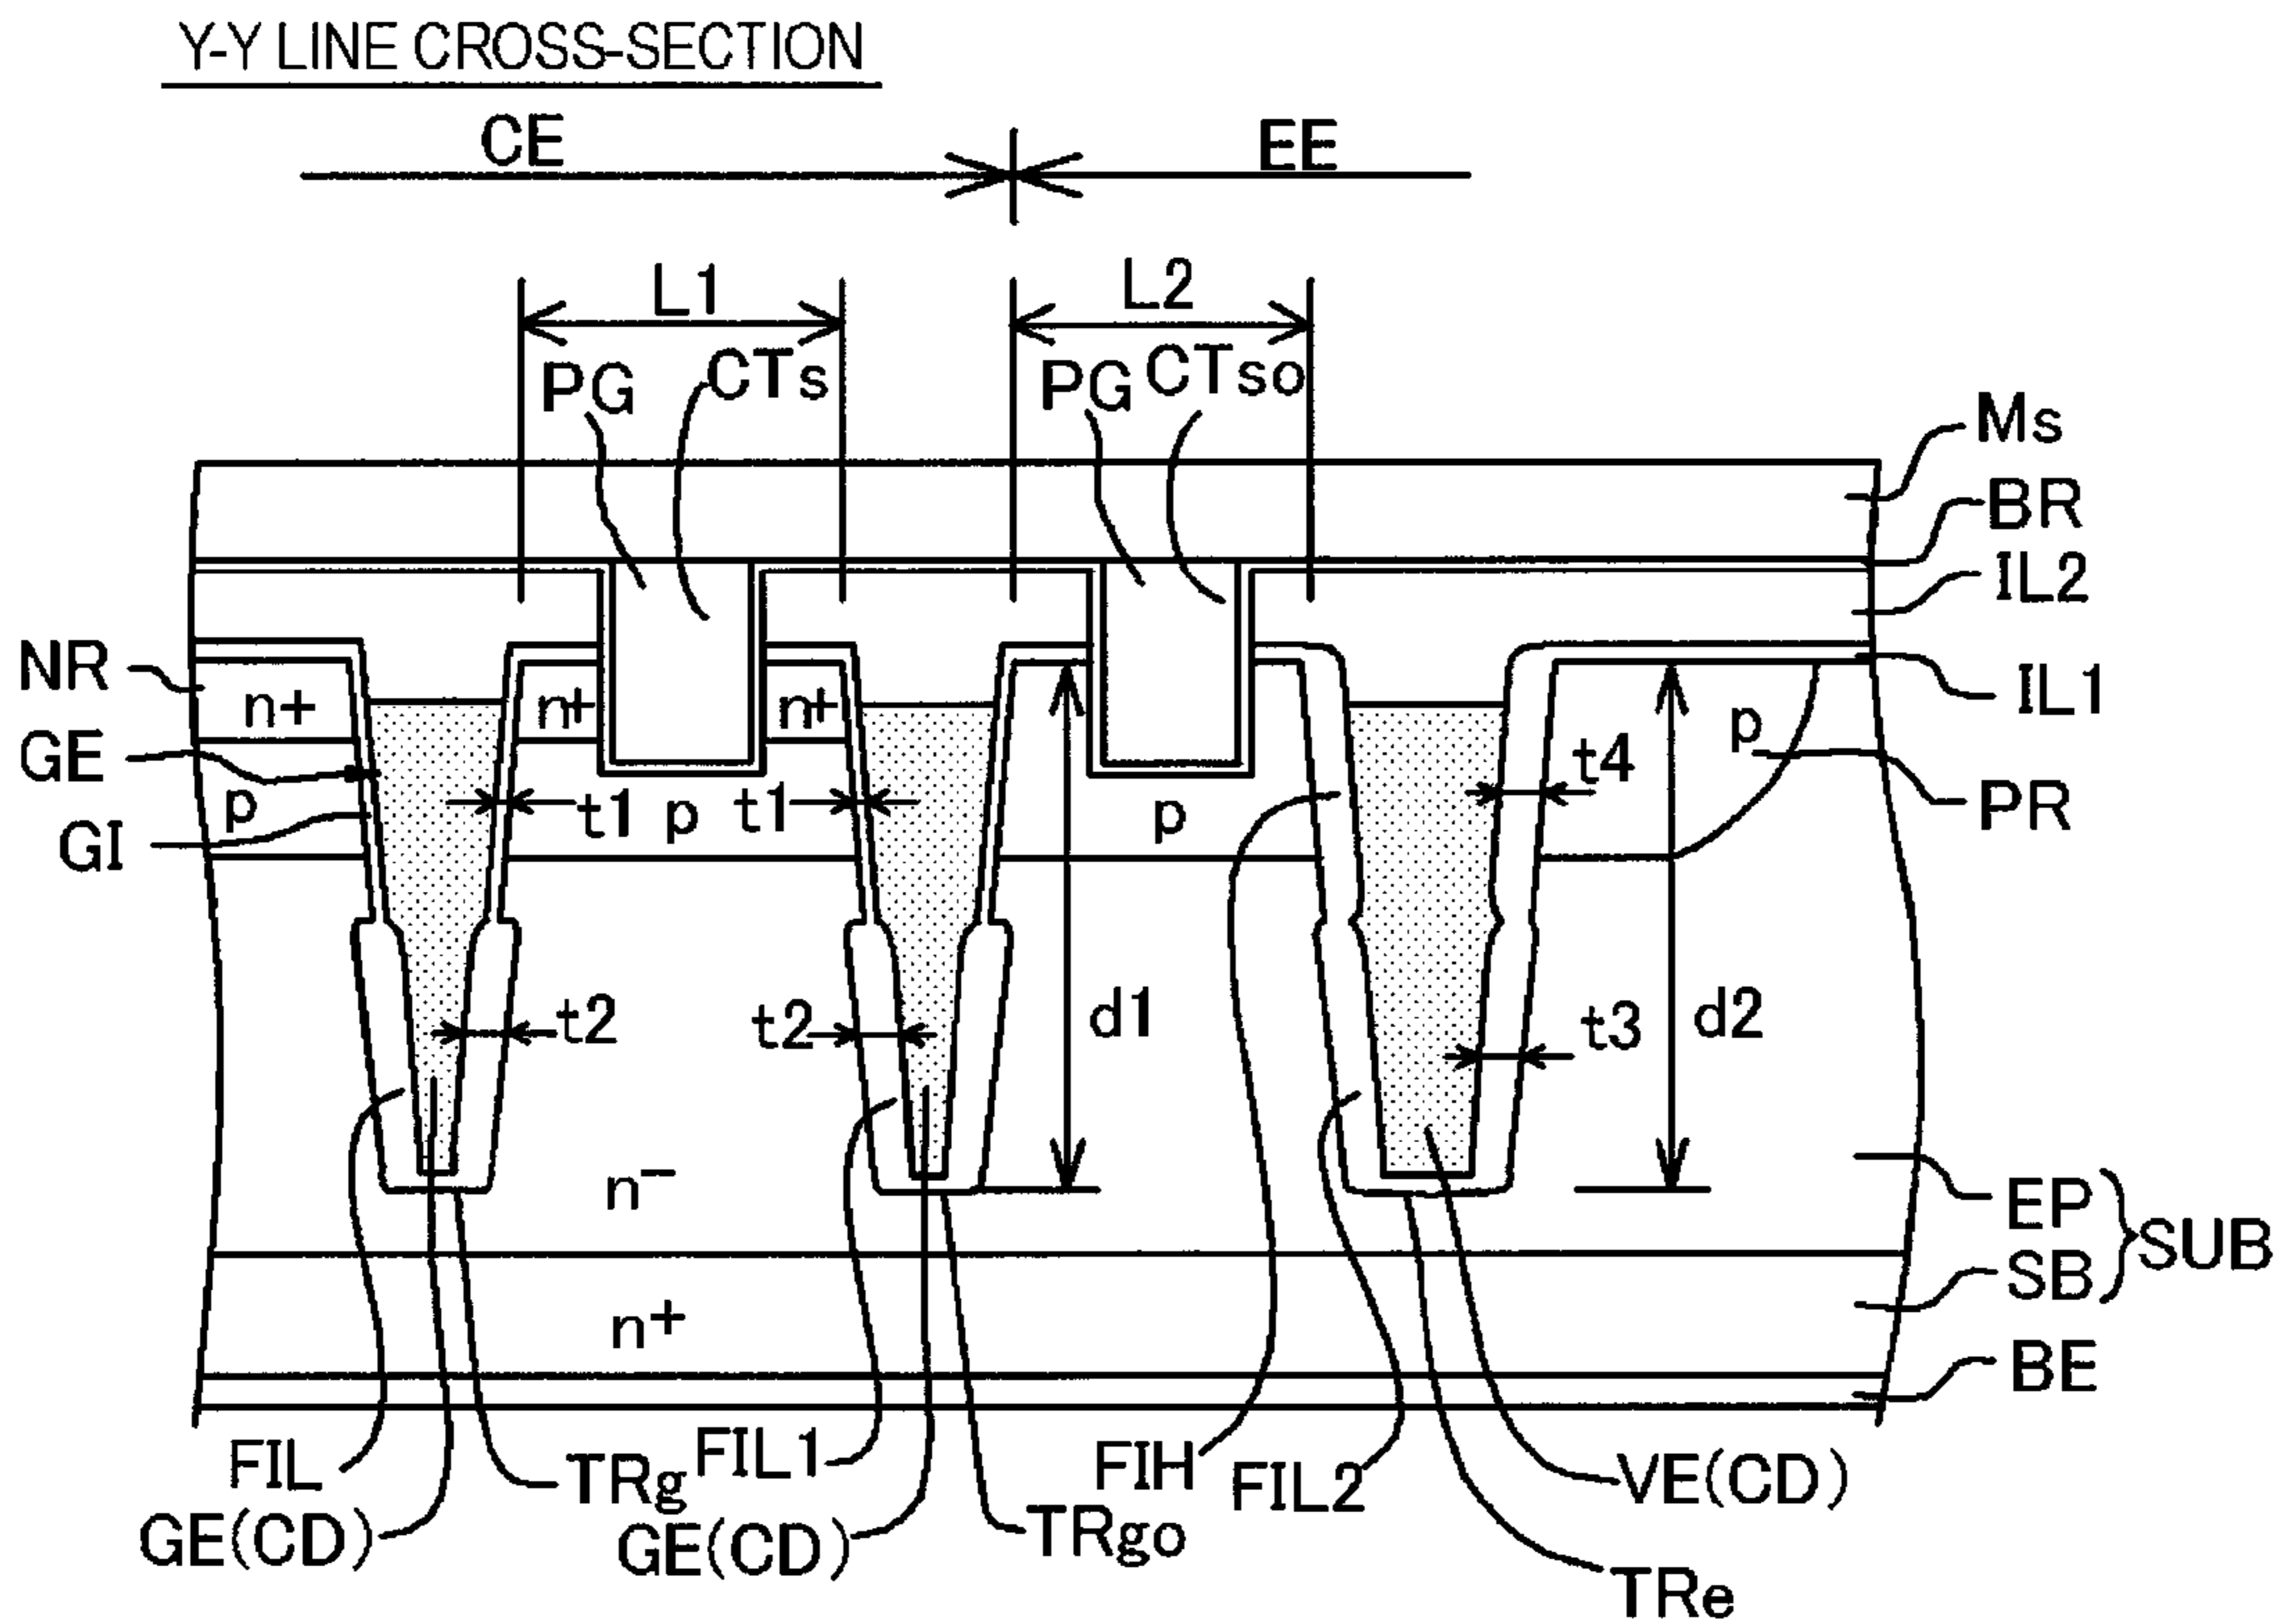 Y-Y LINE CROSS-SECTION
CE EE
L1 L2
PG CTs PG CTso
Ms
BR
IL2
NR IL1
n+ n+ n+ p
GE t4
p t1 p t1 p PR
GI
t2 t2 d1 t3 d2
n− EP
SUB
SB
n+
BE
FIL TRg FIL1 FIH FIL2 VE(CD)
GE(CD) GE(CD) TRgo
TRe